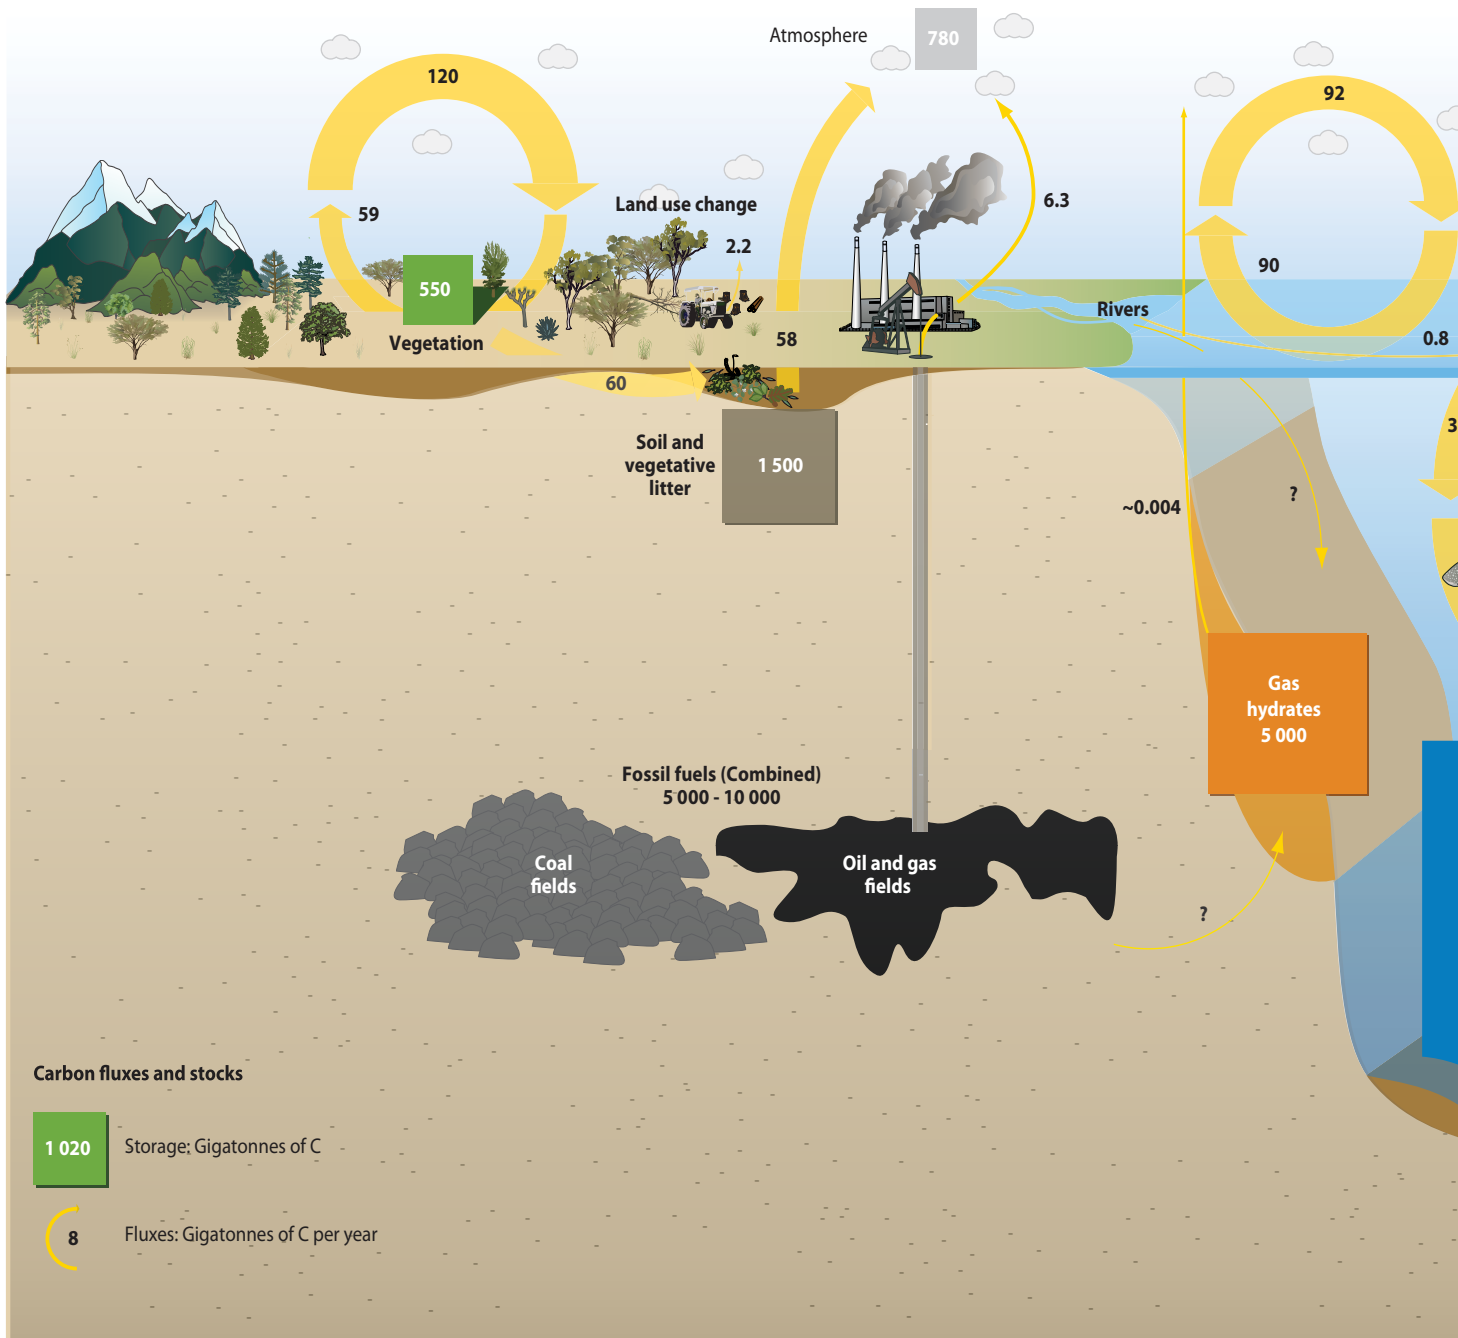 Atmosphere
780
120
92
59
Land use change
2.2
6.3
550
90
Rivers
0.8
Vegetation
58
60
3
Soil and
vegetative
litter
1 500
?
~0.004
Gas
hydrates
5 000
Fossil fuels (Combined)
5 000 - 10 000
Coal
fields
Oil and gas
fields
?
Carbon fluxes and stocks
1 020
Storage: Gigatonnes of C
8
Fluxes: Gigatonnes of C per year